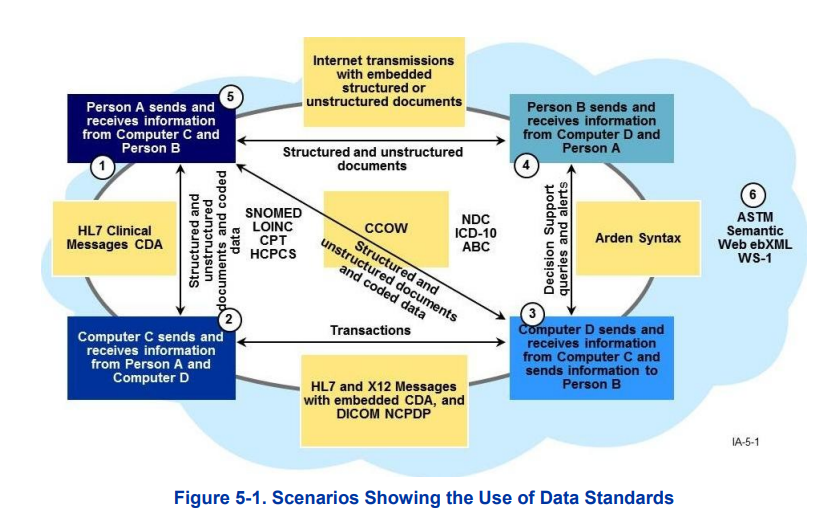 Internet transmissions
with embedded
structured or
unstructured documents
5
Person A sends and
receives information
from Computer C and
Person B
1
Person B sends and
receives information
from Computer D and
Person A
4
Structured and unstructured
documents
HL7 Clinical
Messages CDA
Structured and
unstructured
documents and coded
data
SNOMED
LOINC
CPT
HCPCS
CCOW
Structured and
unstructured documents
and coded data
NDC
ICD-10
ABC
Decision Support
queries and alerts
Arden Syntax
6
ASTM
Semantic
Web ebXML
WS-1
2
Computer C sends and
receives information
from Person A and
Computer D
Transactions
3
Computer D sends and
receives information
from Computer C and
sends information to
Person B
HL7 and X12 Messages
with embedded CDA, and
DICOM NCPDP
IA-5-1
Figure 5-1. Scenarios Showing the Use of Data Standards